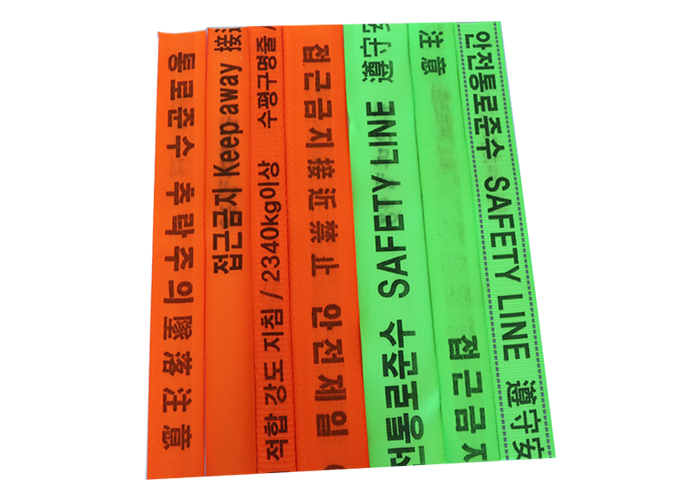 통로준수 추락주의墜落注意
접근금지 Keep away 接近
적합 강도 지침 / 2340kg이상 수평구명줄 /
접근금지接近禁止 안전제일
전통로준수 SAFETY LINE 遵守安
접근금지 注意
안전통로준수 SAFETY LINE 遵守安